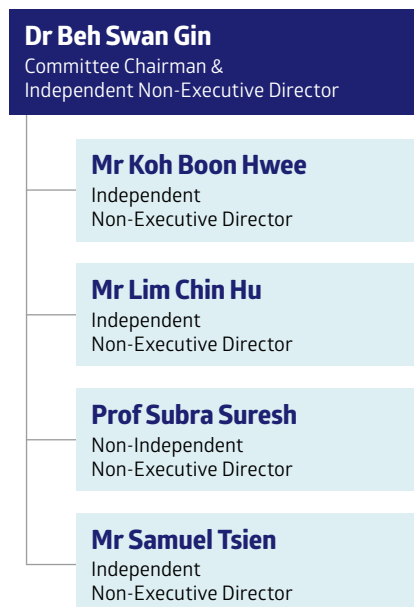 Dr Beh Swan Gin
Committee Chairman &
Independent Non-Executive Director
Mr Koh Boon Hwee
Independent
Non-Executive Director
Mr Lim Chin Hu
Independent
Non-Executive Director
Prof Subra Suresh
Non-Independent
Non-Executive Director
Mr Samuel Tsien
Independent
Non-Executive Director